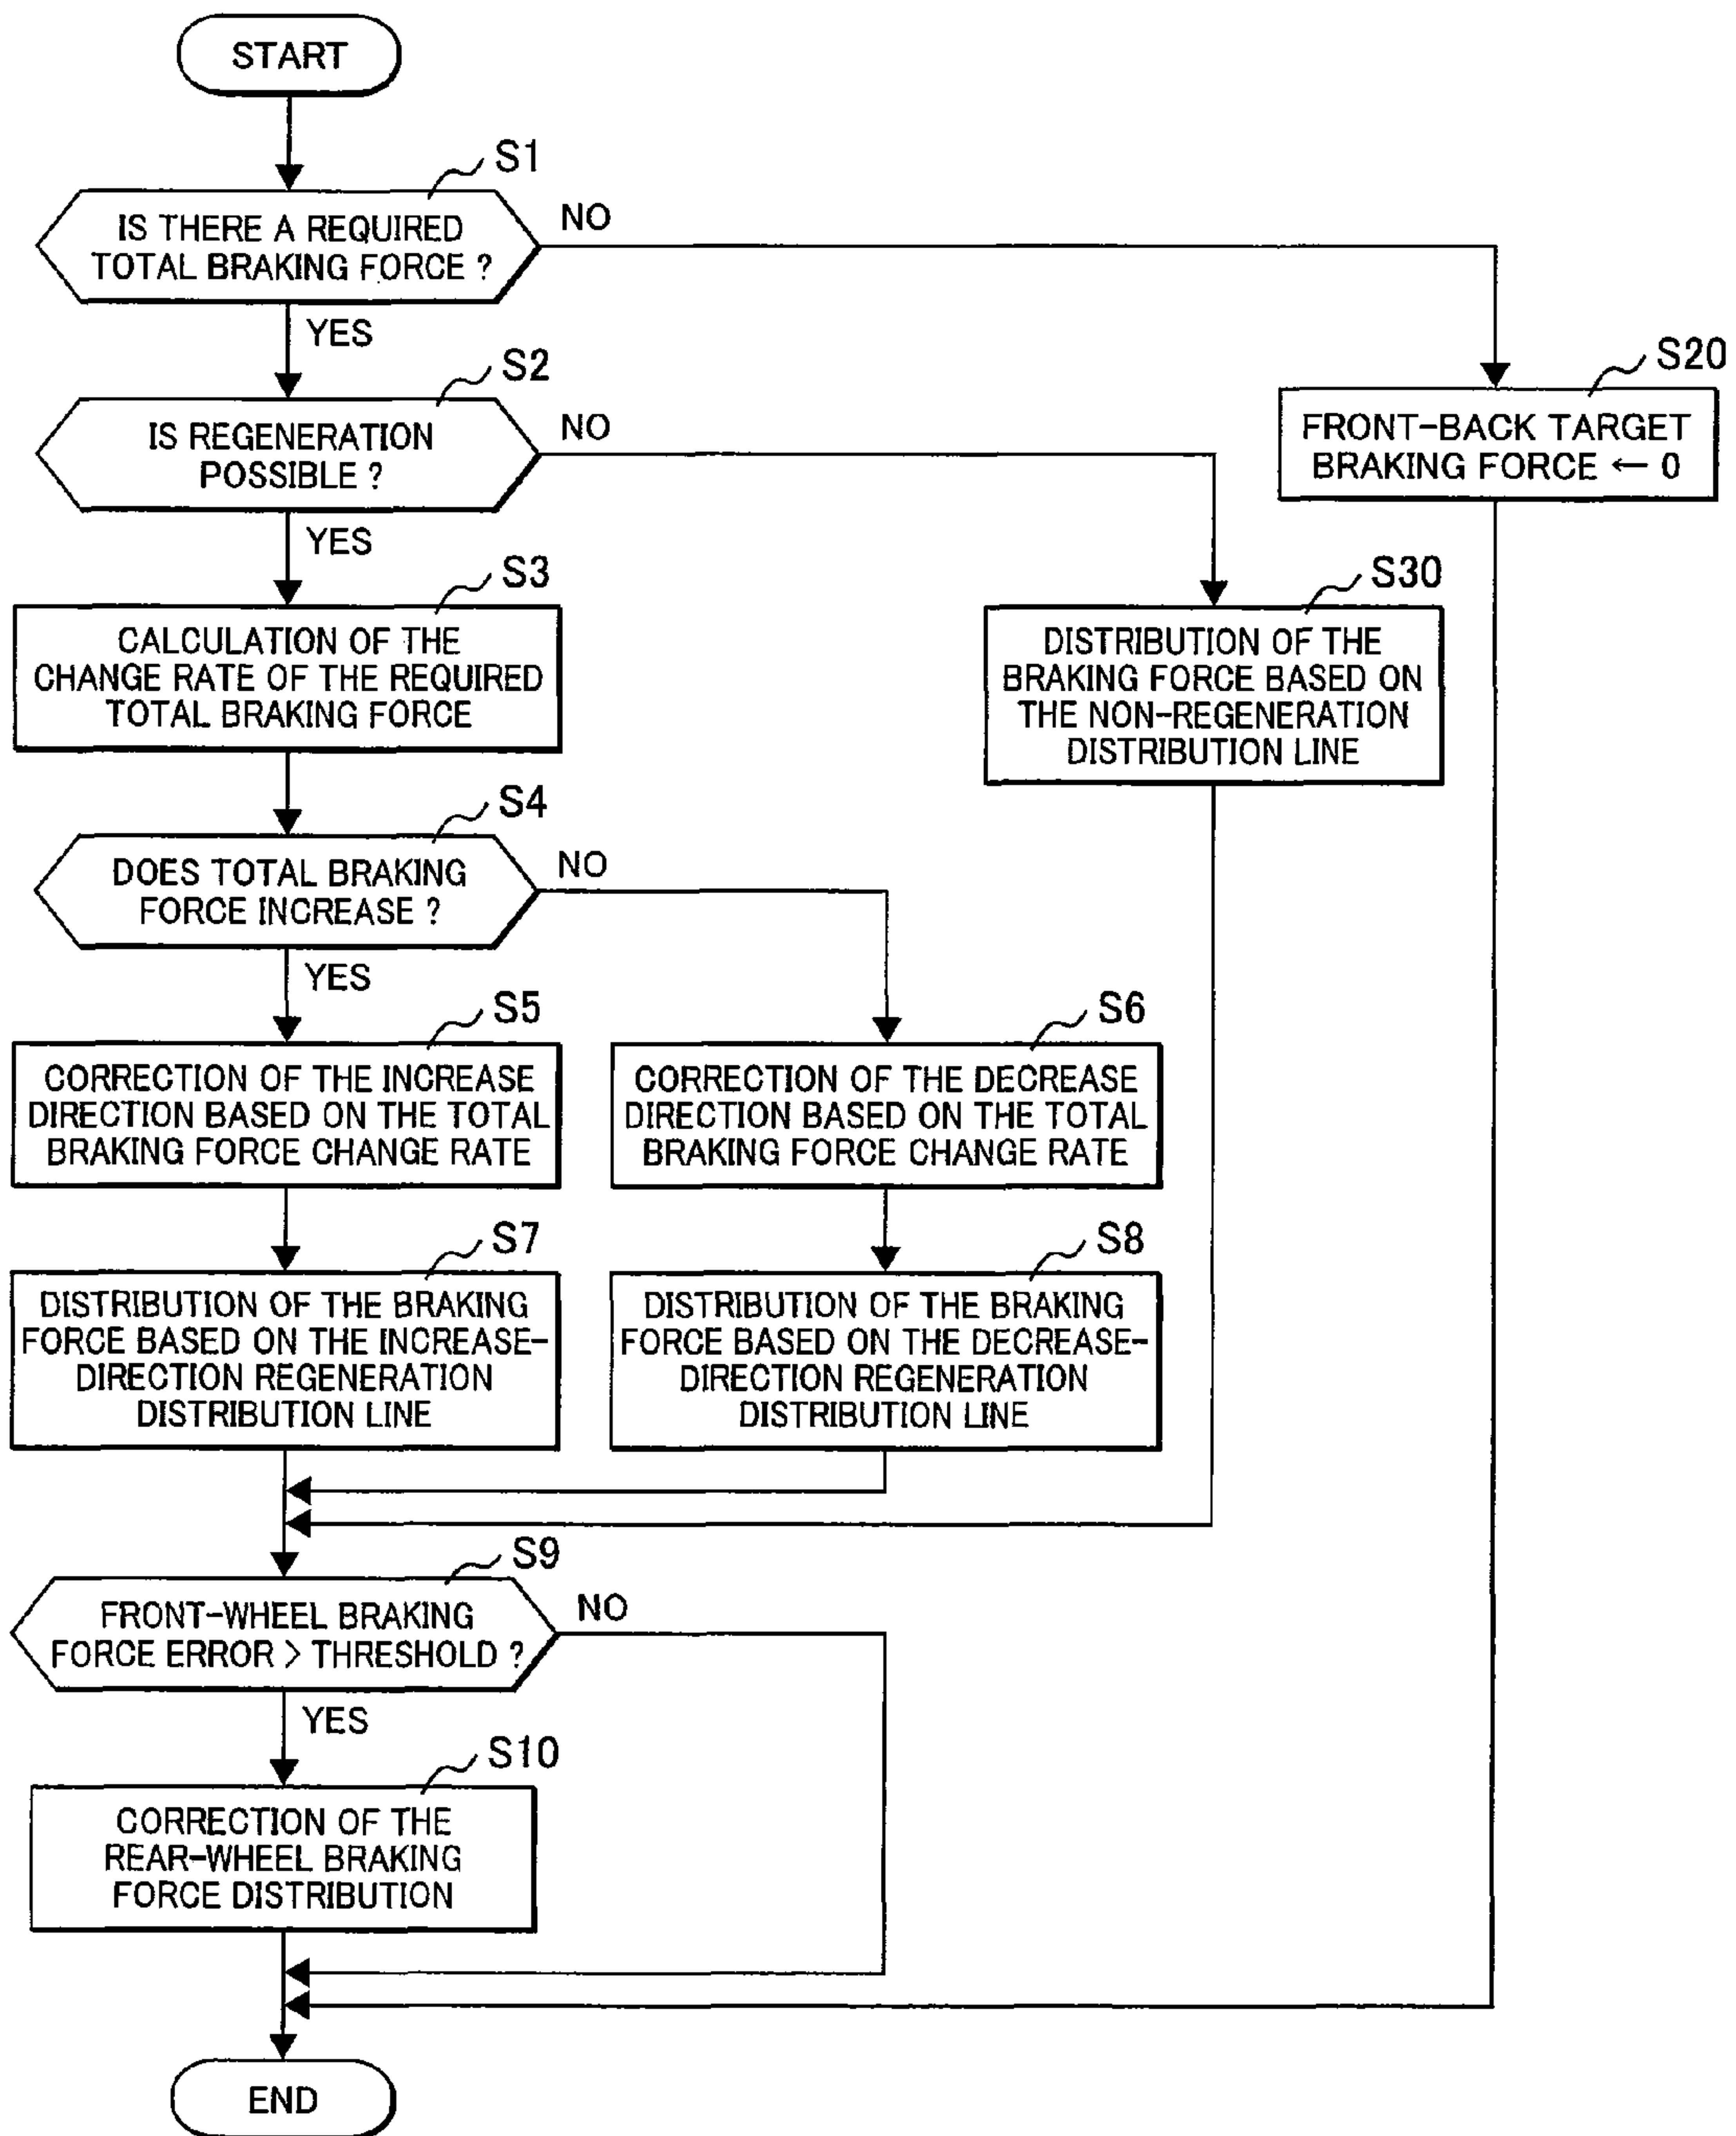 START
S1
IS THERE A REQUIRED
TOTAL BRAKING FORCE ?
NO
YES
S2
IS REGENERATION
POSSIBLE ?
NO
YES
S20
FRONT-BACK TARGET
BRAKING FORCE ← 0
S3
CALCULATION OF THE
CHANGE RATE OF THE REQUIRED
TOTAL BRAKING FORCE
S30
DISTRIBUTION OF THE
BRAKING FORCE BASED ON
THE NON-REGENERATION
DISTRIBUTION LINE
S4
DOES TOTAL BRAKING
FORCE INCREASE ?
NO
YES
S5
CORRECTION OF THE INCREASE
DIRECTION BASED ON THE TOTAL
BRAKING FORCE CHANGE RATE
S6
CORRECTION OF THE DECREASE
DIRECTION BASED ON THE TOTAL
BRAKING FORCE CHANGE RATE
S7
DISTRIBUTION OF THE BRAKING
FORCE BASED ON THE INCREASE-
DIRECTION REGENERATION
DISTRIBUTION LINE
S8
DISTRIBUTION OF THE BRAKING
FORCE BASED ON THE DECREASE-
DIRECTION REGENERATION
DISTRIBUTION LINE
S9
FRONT-WHEEL BRAKING
FORCE ERROR > THRESHOLD ?
NO
YES
S10
CORRECTION OF THE
REAR-WHEEL BRAKING
FORCE DISTRIBUTION
END